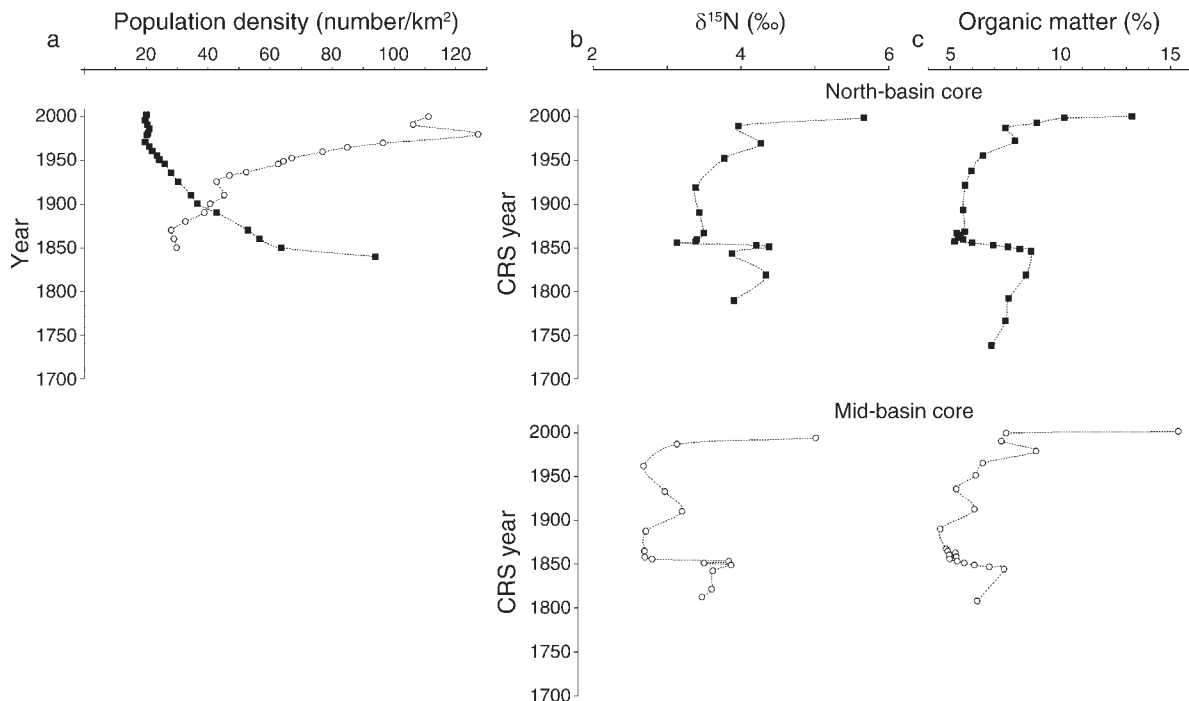 a
Population density (number/km²)
20 40 60 80 100 120
Year
2000
1950
1900
1850
1800
1750
1700
b
δ¹⁵N (‰)
2 4 6
c
Organic matter (%)
5 10 15
North-basin core
CRS year
2000
1950
1900
1850
1800
1750
1700
Mid-basin core
CRS year
2000
1950
1900
1850
1800
1750
1700